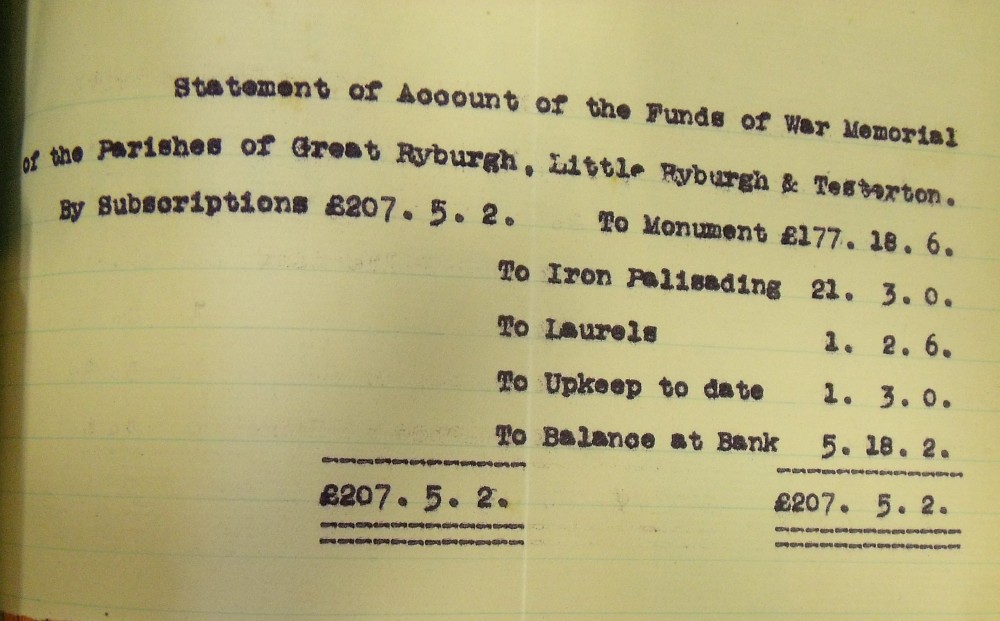 Statement of Account of the Funds of War Memorial
of the Parishes of Great Ryburgh, Little Ryburgh & Testerton.
By Subscriptions £207. 5. 2. To Monument £177. 18. 6.
To Iron Palisading 21. 3. 0.
To Laurels 1. 2. 6.
To Upkeep to date 1. 3. 0.
To Balance at Bank 5. 18. 2.
£207. 5. 2. £207. 5. 2.